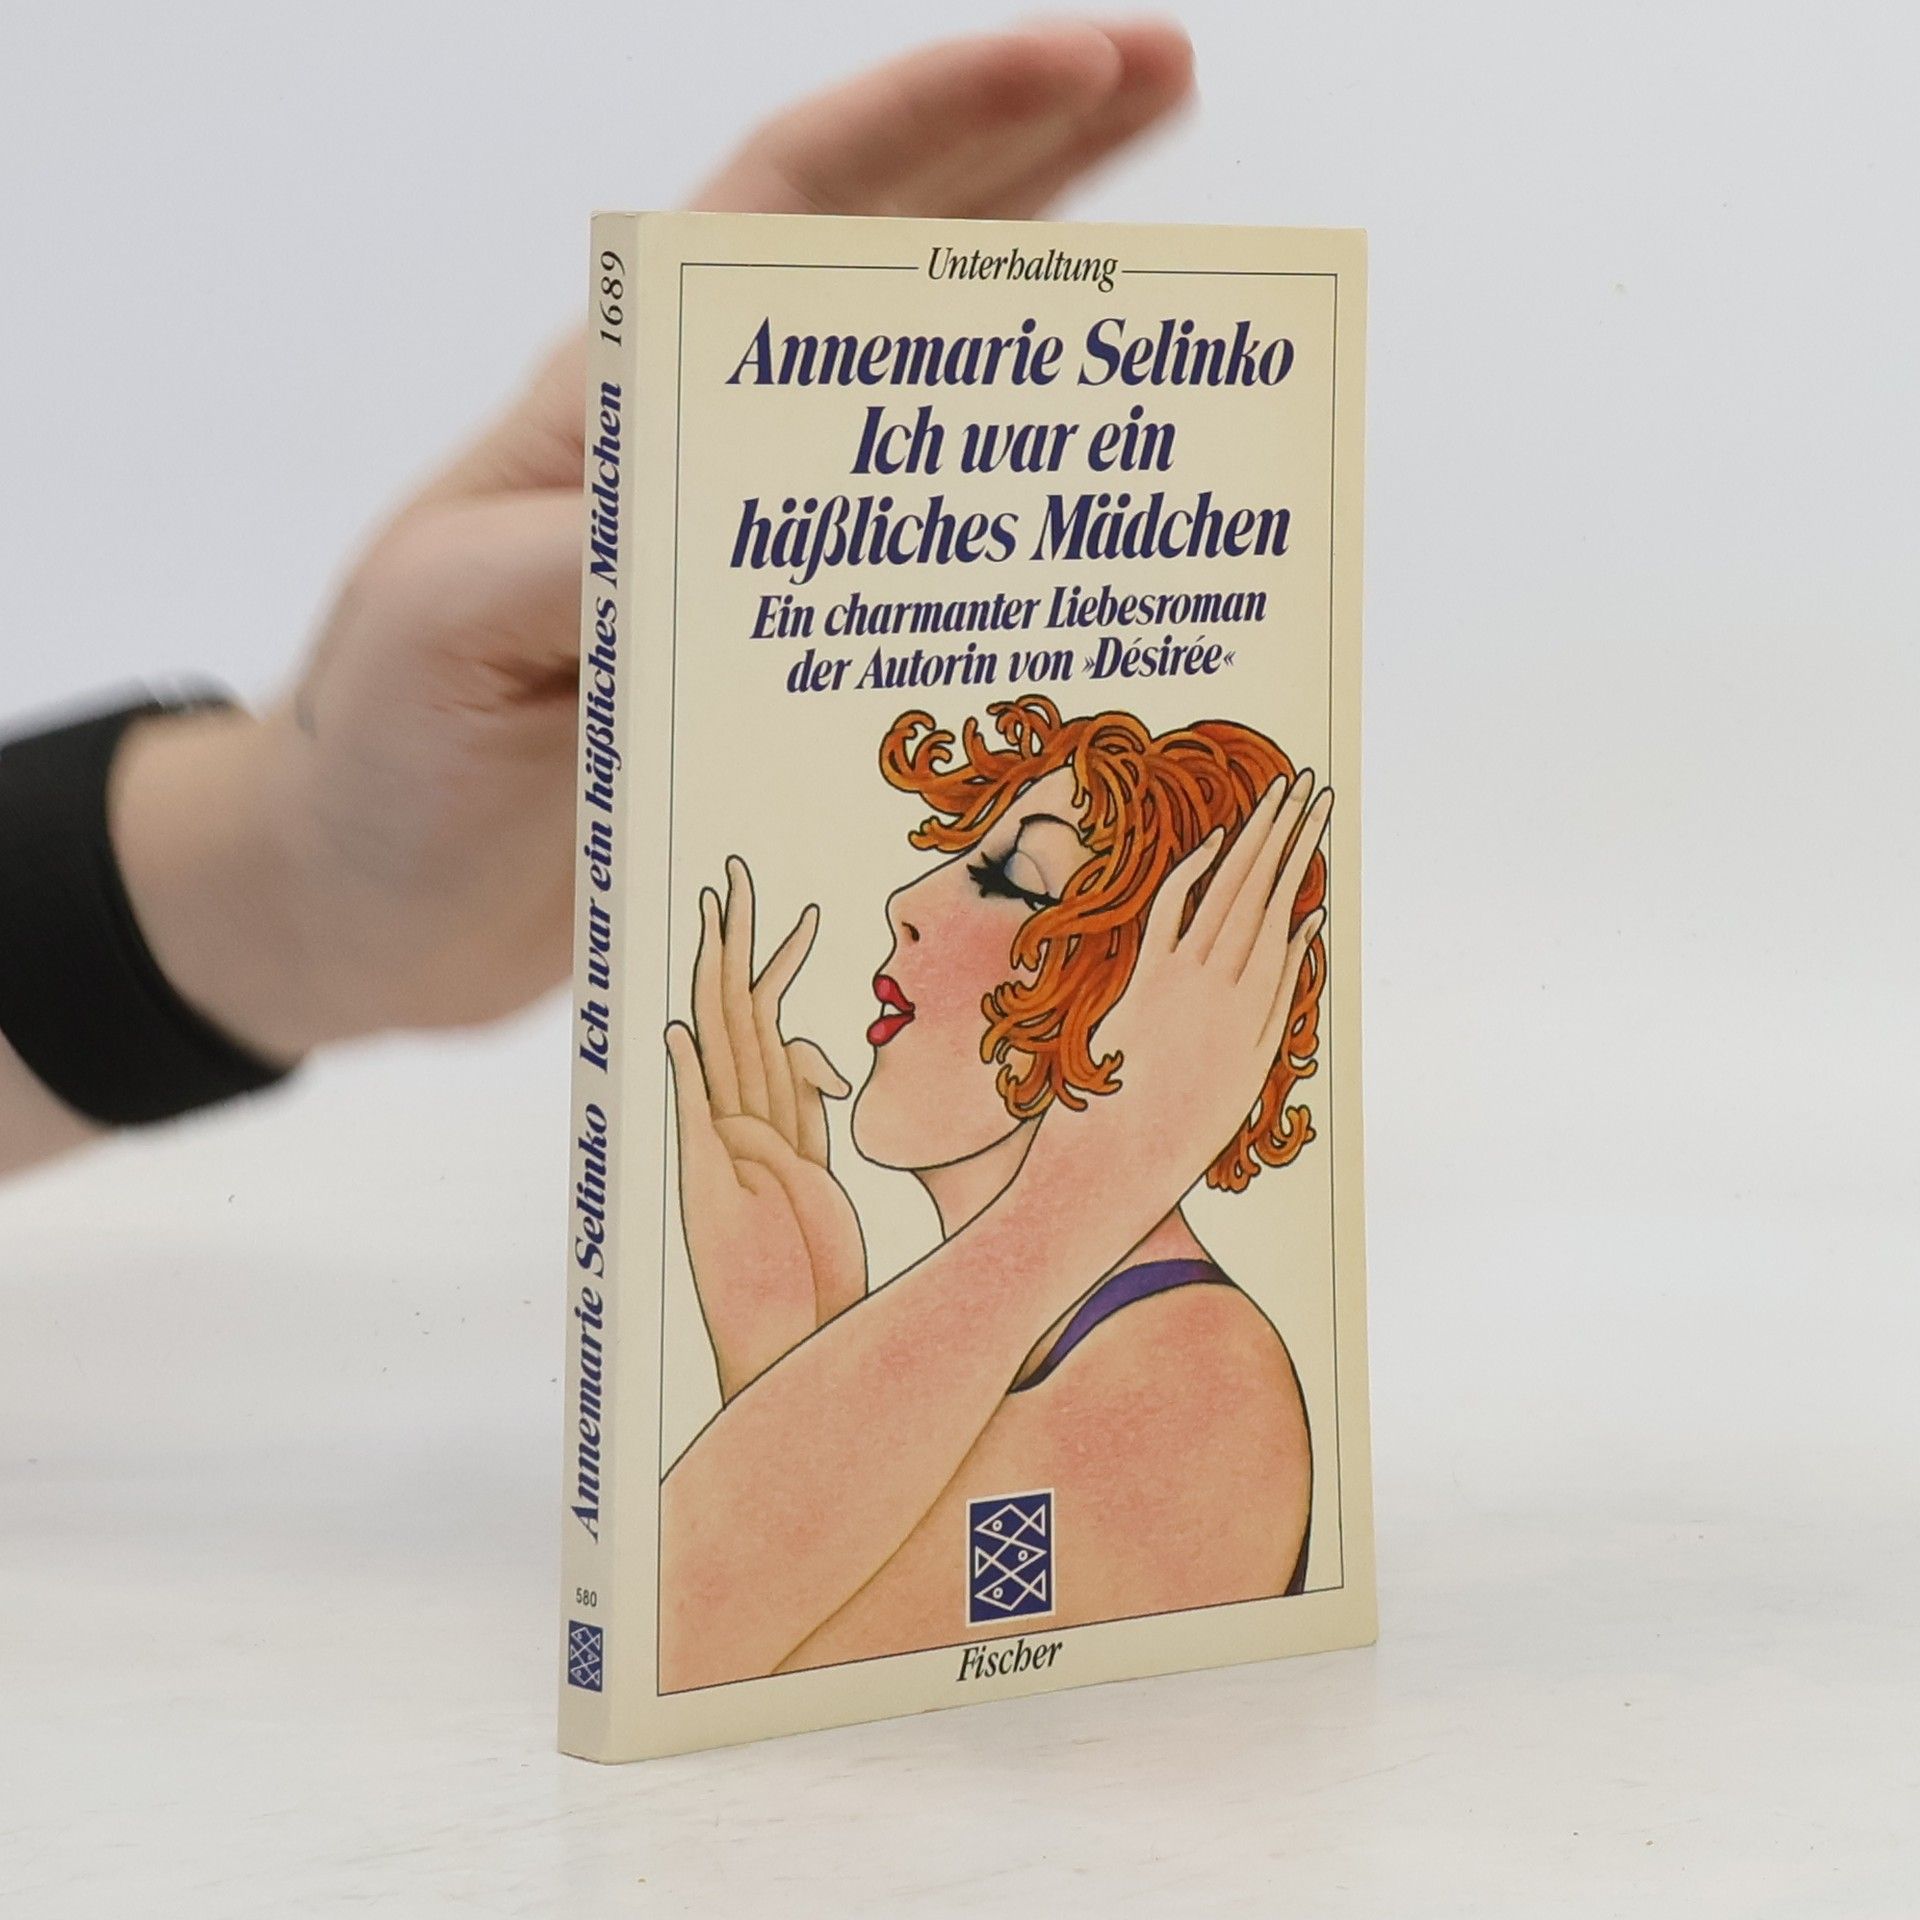 Unterhaltung
Annemarie Selinko
Ich war ein
häßliches Mädchen
Ein charmanter Liebesroman
der Autorin von »Désirée«
Fischer
Annemarie Selinko Ich war ein häßliches Mädchen 1689
580